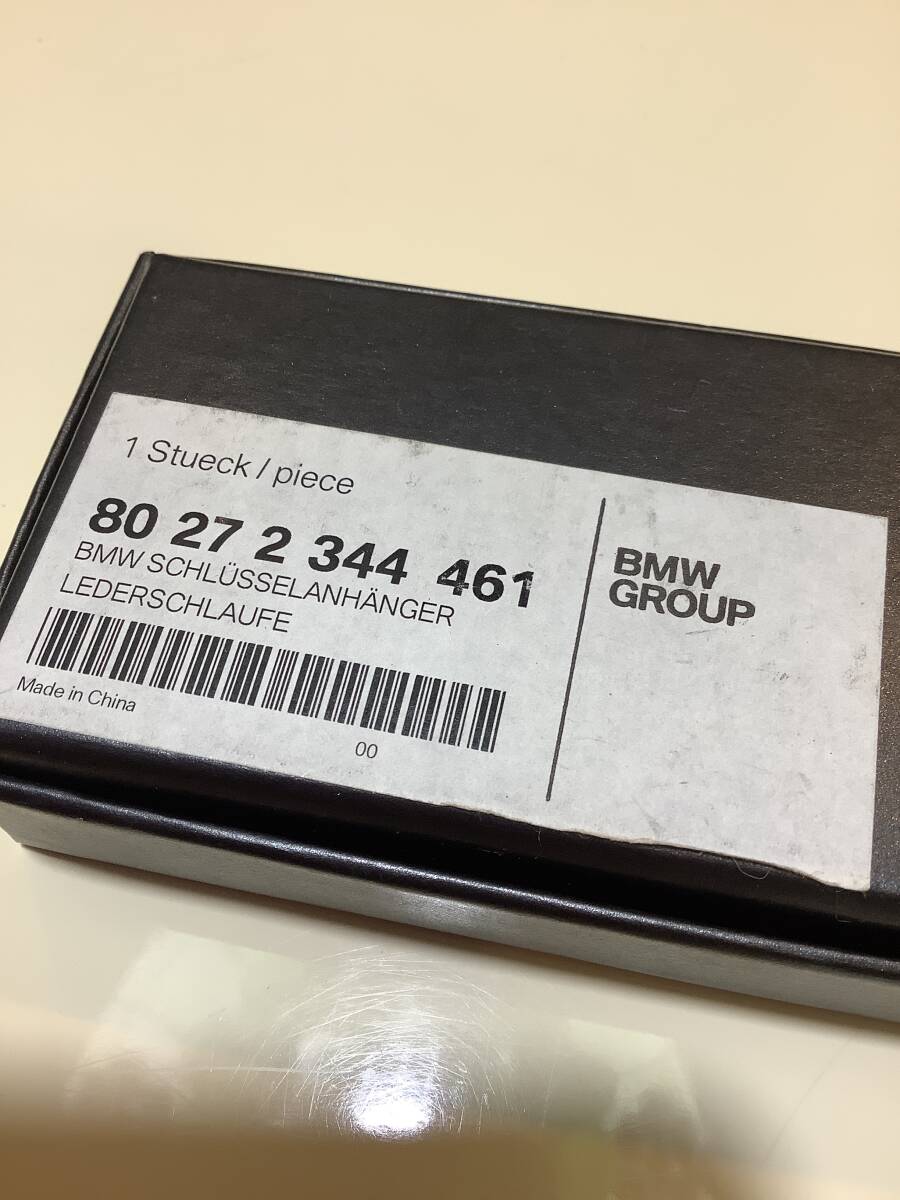 1 Stueck / piece
80 27 2 344 461
BMW SCHLÜSSELANHÄNGER
LEDERSCHLAUFE
Made in China
00
BMW
GROUP